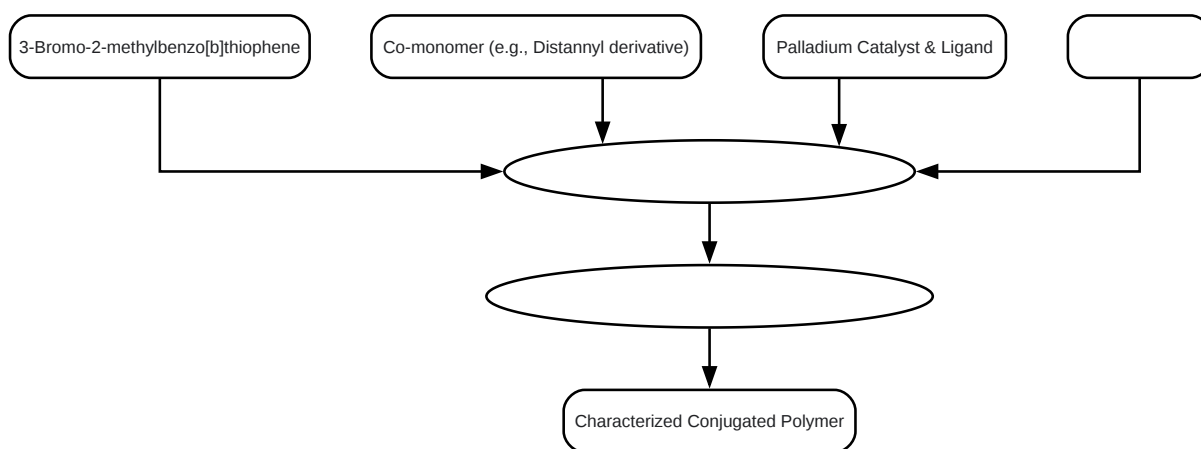 3-Bromo-2-methylbenzo[b]thiophene
Co-monomer (e.g., Distannyl derivative)
Palladium Catalyst & Ligand
Characterized Conjugated Polymer